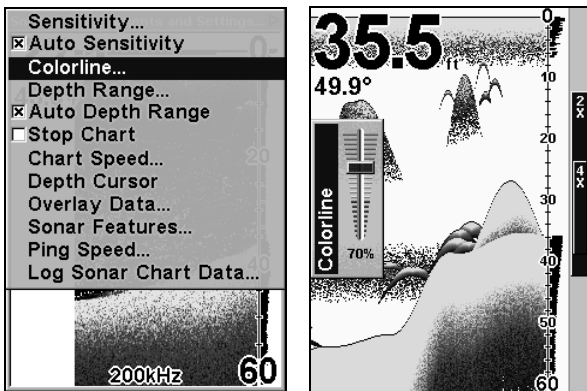 Sensitivity...
Auto Sensitivity
Colorline...
Depth Range...
Auto Depth Range
Stop Chart
Chart Speed...
Depth Cursor
Overlay Data...
Sonar Features...
Ping Speed...
Log Sonar Chart Data...
20
40
200kHz
60
35.5 ft
49.9°
Colorline
70%
0
10
20
30
40
50
60
2x
4x